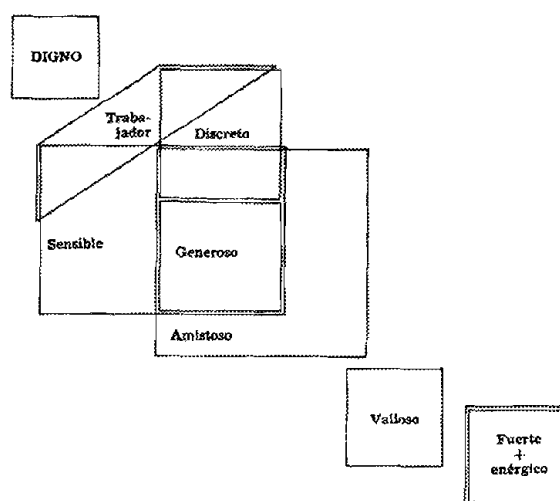 DIGNO
Traba-
jador
Discreto
Sensible
Generoso
Amistoso
Valioso
Fuerte
+
enérgico